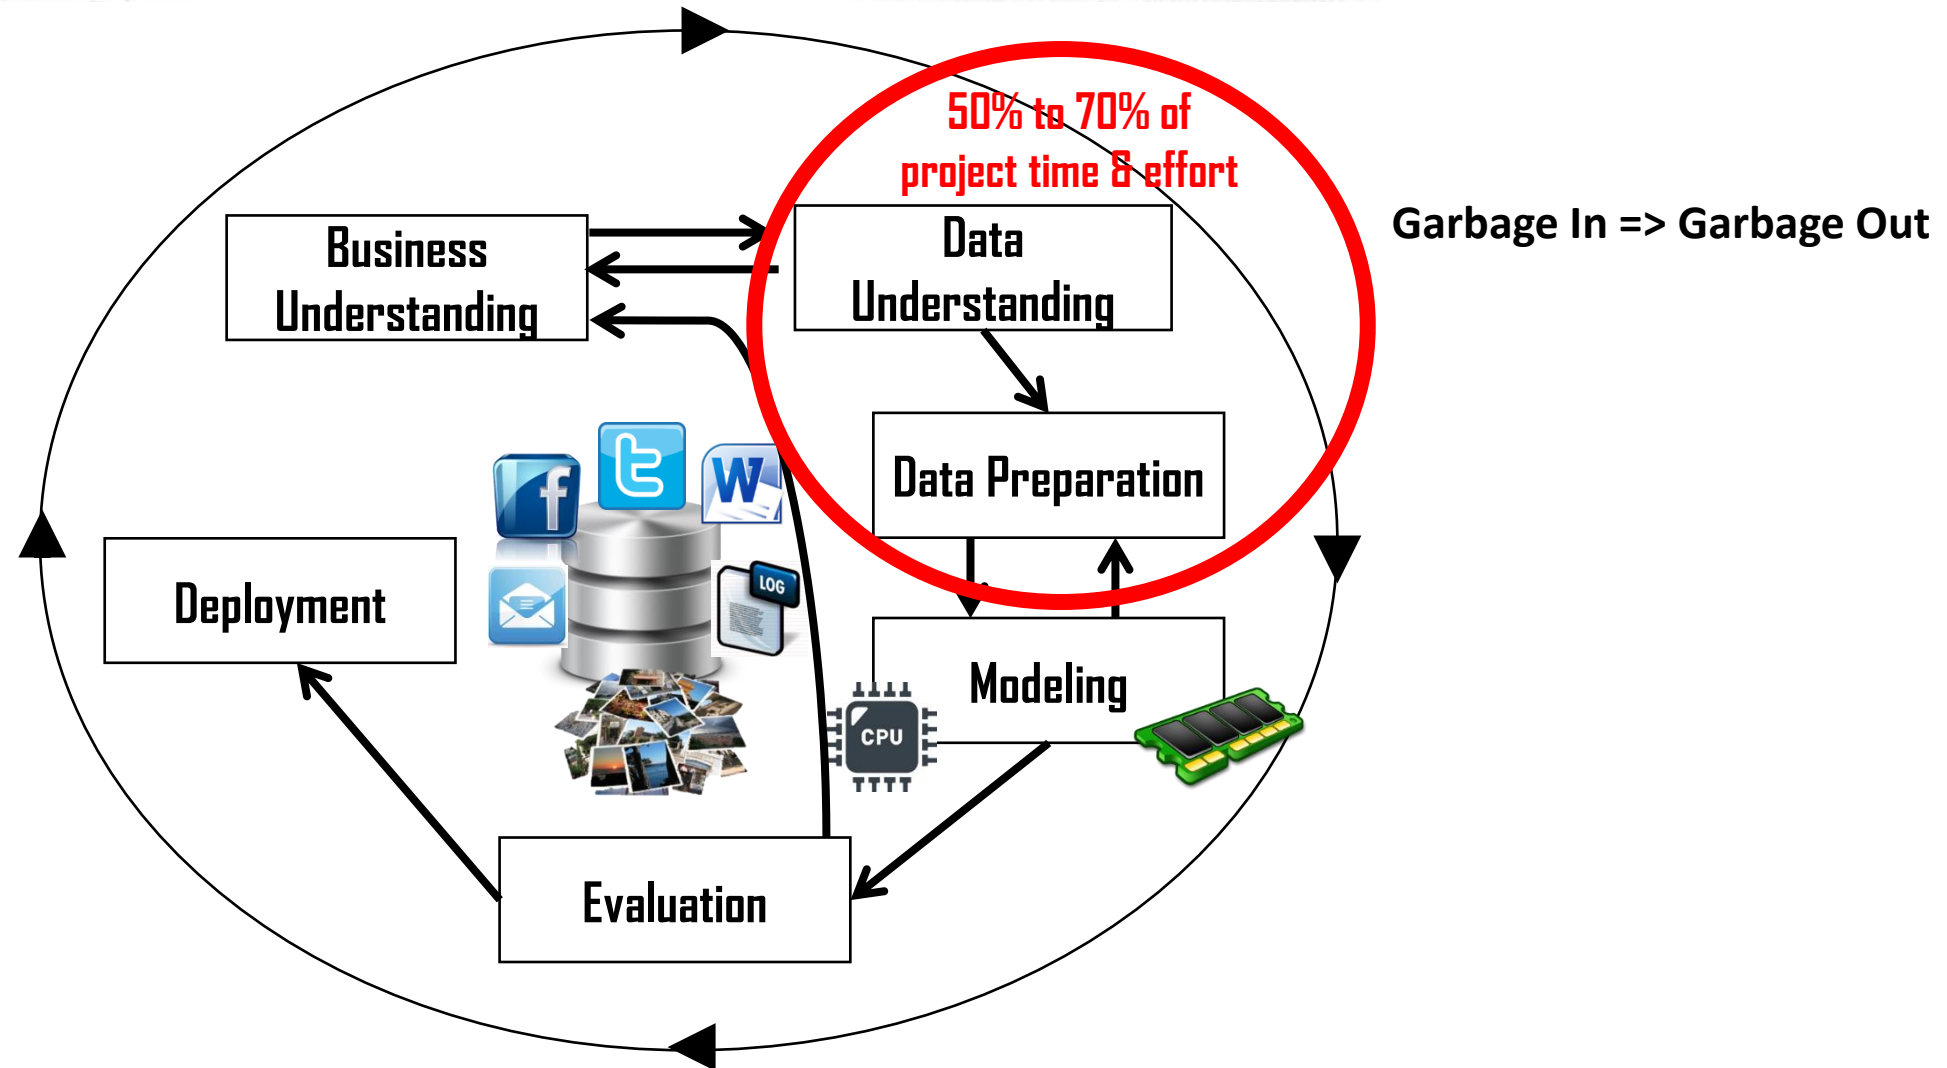 50% to 70% of
project time & effort
Business
Understanding
Data
Understanding
Garbage In => Garbage Out
Data Preparation
f
t
W
LOG
Deployment
Modeling
CPU
Evaluation